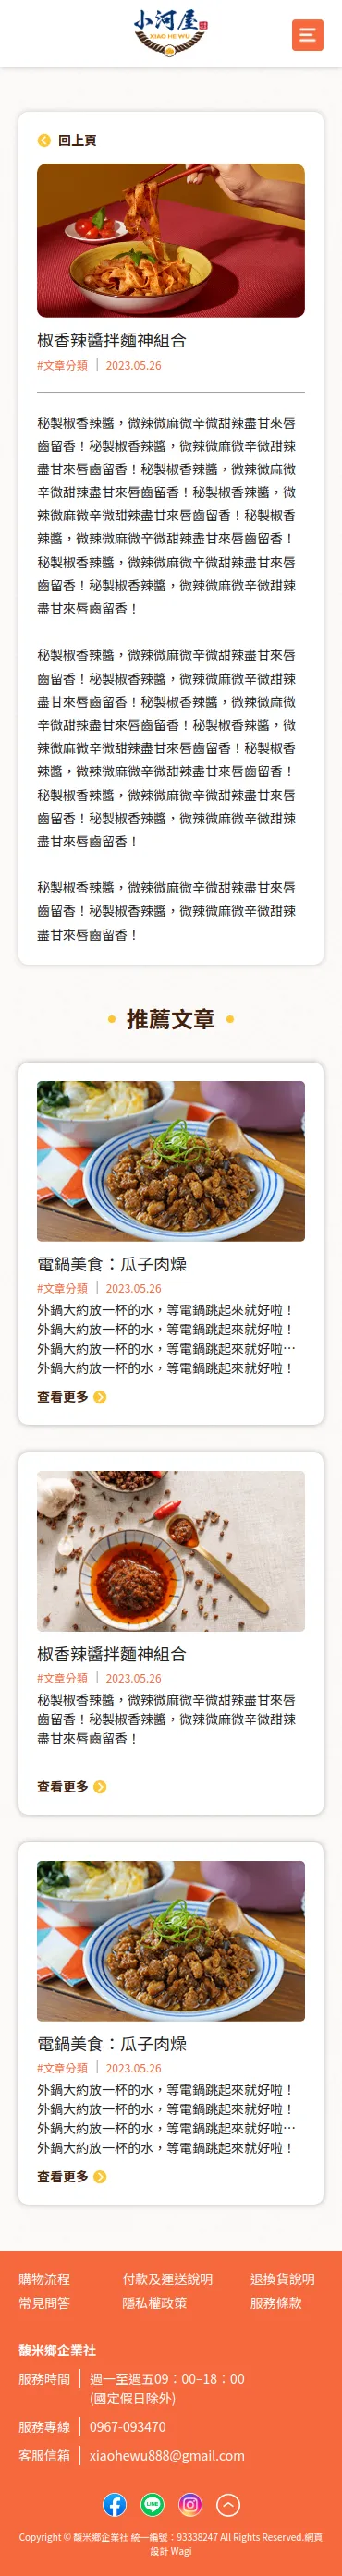 小河屋
XIAO HE WU
回上頁
椒香辣醬拌麵神組合
#文章分類 2023.05.26
秘製椒香辣醬，微辣微麻微辛微甜辣盡甘來唇
齒留香！秘製椒香辣醬，微辣微麻微辛微甜辣
盡甘來唇齒留香！秘製椒香辣醬，微辣微麻微
辛微甜辣盡甘來唇齒留香！秘製椒香辣醬，微
辣微麻微辛微甜辣盡甘來唇齒留香！秘製椒香
辣醬，微辣微麻微辛微甜辣盡甘來唇齒留香！
秘製椒香辣醬，微辣微麻微辛微甜辣盡甘來唇
齒留香！秘製椒香辣醬，微辣微麻微辛微甜辣
盡甘來唇齒留香！
秘製椒香辣醬，微辣微麻微辛微甜辣盡甘來唇
齒留香！秘製椒香辣醬，微辣微麻微辛微甜辣
盡甘來唇齒留香！秘製椒香辣醬，微辣微麻微
辛微甜辣盡甘來唇齒留香！秘製椒香辣醬，微
辣微麻微辛微甜辣盡甘來唇齒留香！秘製椒香
辣醬，微辣微麻微辛微甜辣盡甘來唇齒留香！
秘製椒香辣醬，微辣微麻微辛微甜辣盡甘來唇
齒留香！秘製椒香辣醬，微辣微麻微辛微甜辣
盡甘來唇齒留香！
秘製椒香辣醬，微辣微麻微辛微甜辣盡甘來唇
齒留香！秘製椒香辣醬，微辣微麻微辛微甜辣
盡甘來唇齒留香！
推薦文章
電鍋美食：瓜子肉燥
#文章分類 2023.05.26
外鍋大約放一杯的水，等電鍋跳起來就好啦！
外鍋大約放一杯的水，等電鍋跳起來就好啦！
外鍋大約放一杯的水，等電鍋跳起來就好啦…
外鍋大約放一杯的水，等電鍋跳起來就好啦！
查看更多
椒香辣醬拌麵神組合
#文章分類 2023.05.26
秘製椒香辣醬，微辣微麻微辛微甜辣盡甘來唇
齒留香！秘製椒香辣醬，微辣微麻微辛微甜辣
盡甘來唇齒留香！
查看更多
電鍋美食：瓜子肉燥
#文章分類 2023.05.26
外鍋大約放一杯的水，等電鍋跳起來就好啦！
外鍋大約放一杯的水，等電鍋跳起來就好啦！
外鍋大約放一杯的水，等電鍋跳起來就好啦…
外鍋大約放一杯的水，等電鍋跳起來就好啦！
查看更多
購物流程 付款及運送說明 退換貨說明
常見問答 隱私權政策 服務條款
馥米鄉企業社
服務時間 週一至週五09：00–18：00
(國定假日除外)
服務專線 0967-093470
客服信箱 xiaohewu888@gmail.com
LINE
Copyright © 馥米鄉企業社 統一編號：93338247 All Rights Reserved.網頁
設計 Wagi